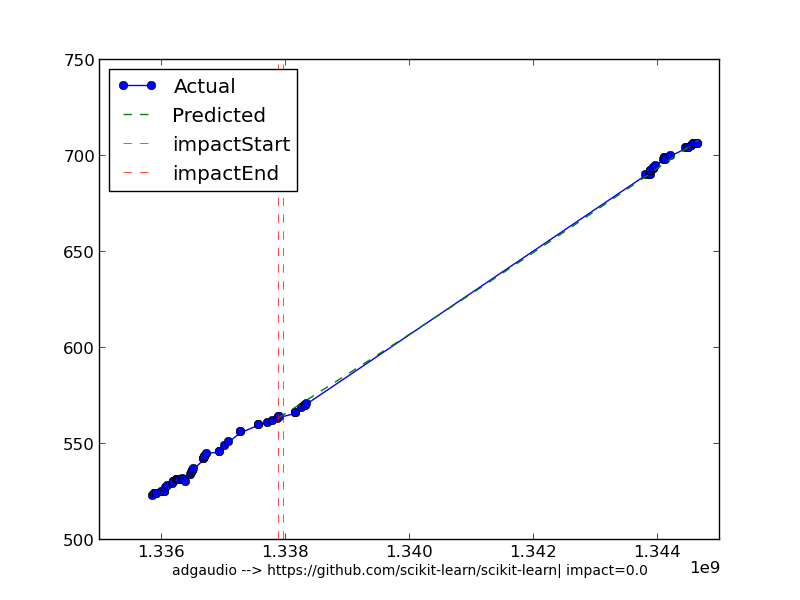 750
700
650
600
550
500
Actual
Predicted
impactStart
impactEnd
1.336 1.338 1.340 1.342 1.344
1e9
adgaudio --> https://github.com/scikit-learn/scikit-learn| impact=0.0